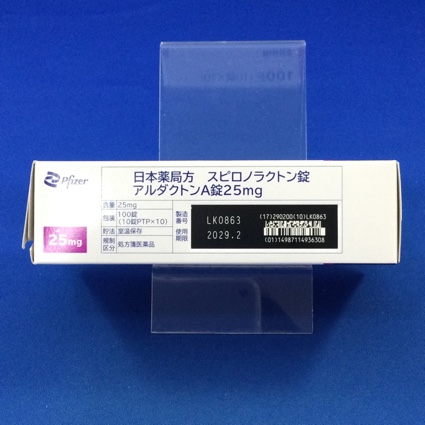 Pfizer
日本薬局方 スピロノラクトン錠
アルダクトンA錠25mg
25mg
含量 25mg
包装 100錠
(10錠PTP×10)
貯法 室温保存
規制区分 処方箋医薬品
製造番号 LK0863
使用期限 2029.2
(17)290200(10)LK0863
(01)14987114936308